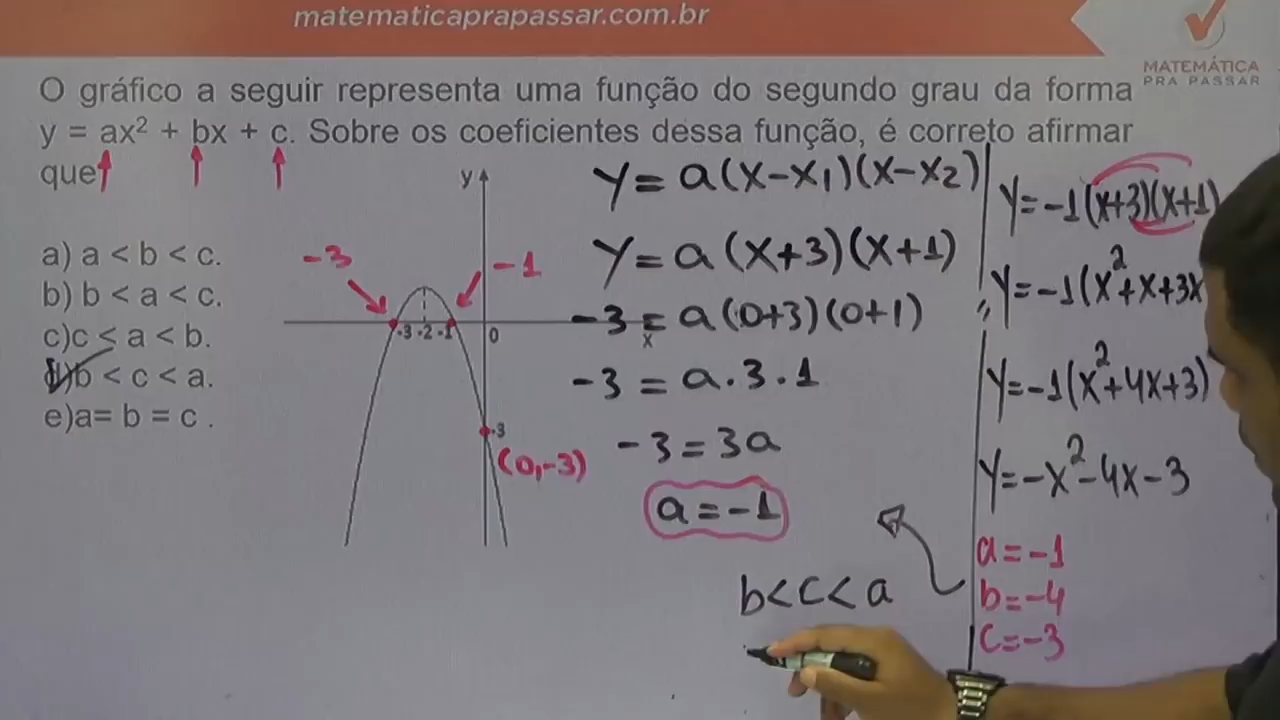 matematicaprapassar.com.br
MATEMÁTICA
PRA PASSAR
O gráfico a seguir representa uma função do segundo grau da forma
y = ax² + bx + c. Sobre os coeficientes dessa função, é correto afirmar
que
a) a < b < c.
b) b < a < c.
c)c < a < b.
d)b < c < a.
e)a= b = c .
y
-3
-1
-3 -2 -1
0
x
-3
(0,-3)
y=a(x-x₁)(x-x₂)
y=a(x+3)(x+1)
-3=a(0+3)(0+1)
-3=a.3.1
-3=3a
a=-1
b<c<a
y=-1(x+3)(x+1)
y=-1(x²+x+3x
y=-1(x²+4x+3)
y=-x²-4x-3
a=-1
b=-4
c=-3